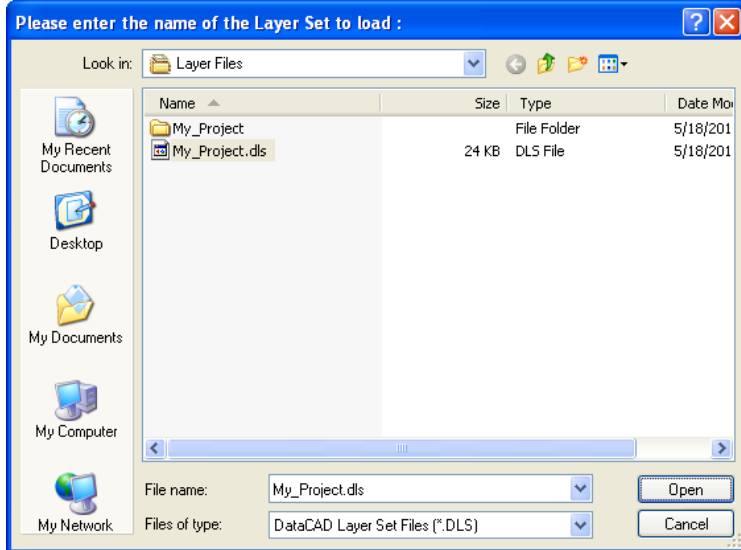 Please enter the name of the Layer Set to load :
Look in: Layer Files
Name Size Type Date Mo
My_Project File Folder 5/18/201
My_Project.dls 24 KB DLS File 5/18/201
My Recent
Documents
Desktop
My Documents
My Computer
My Network
File name: My_Project.dls Open
Files of type: DataCAD Layer Set Files (*.DLS) Cancel